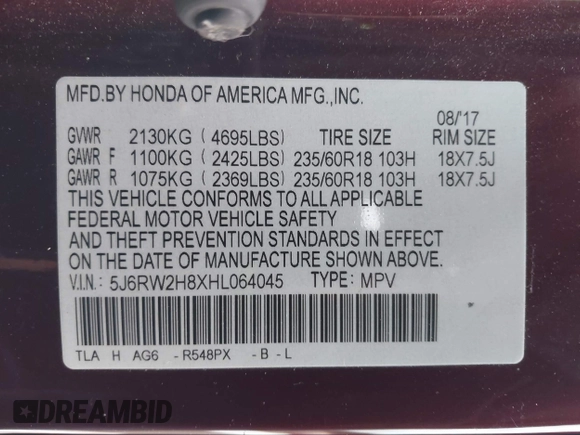 MFD.BY HONDA OF AMERICA MFG.,INC.
08/'17
GVWR 2130KG ( 4695LBS) TIRE SIZE RIM SIZE
GAWR F 1100KG ( 2425LBS) 235/60R18 103H 18X7.5J
GAWR R 1075KG ( 2369LBS) 235/60R18 103H 18X7.5J
THIS VEHICLE CONFORMS TO ALL APPLICABLE
FEDERAL MOTOR VEHICLE SAFETY
AND THEFT PREVENTION STANDARDS IN EFFECT
ON THE DATE OF MANUFACTURE SHOWN ABOVE.
V.I.N.: 5J6RW2H8XHL064045 TYPE: MPV
TLA H AG6 -R548PX -B-L
DREAMBID